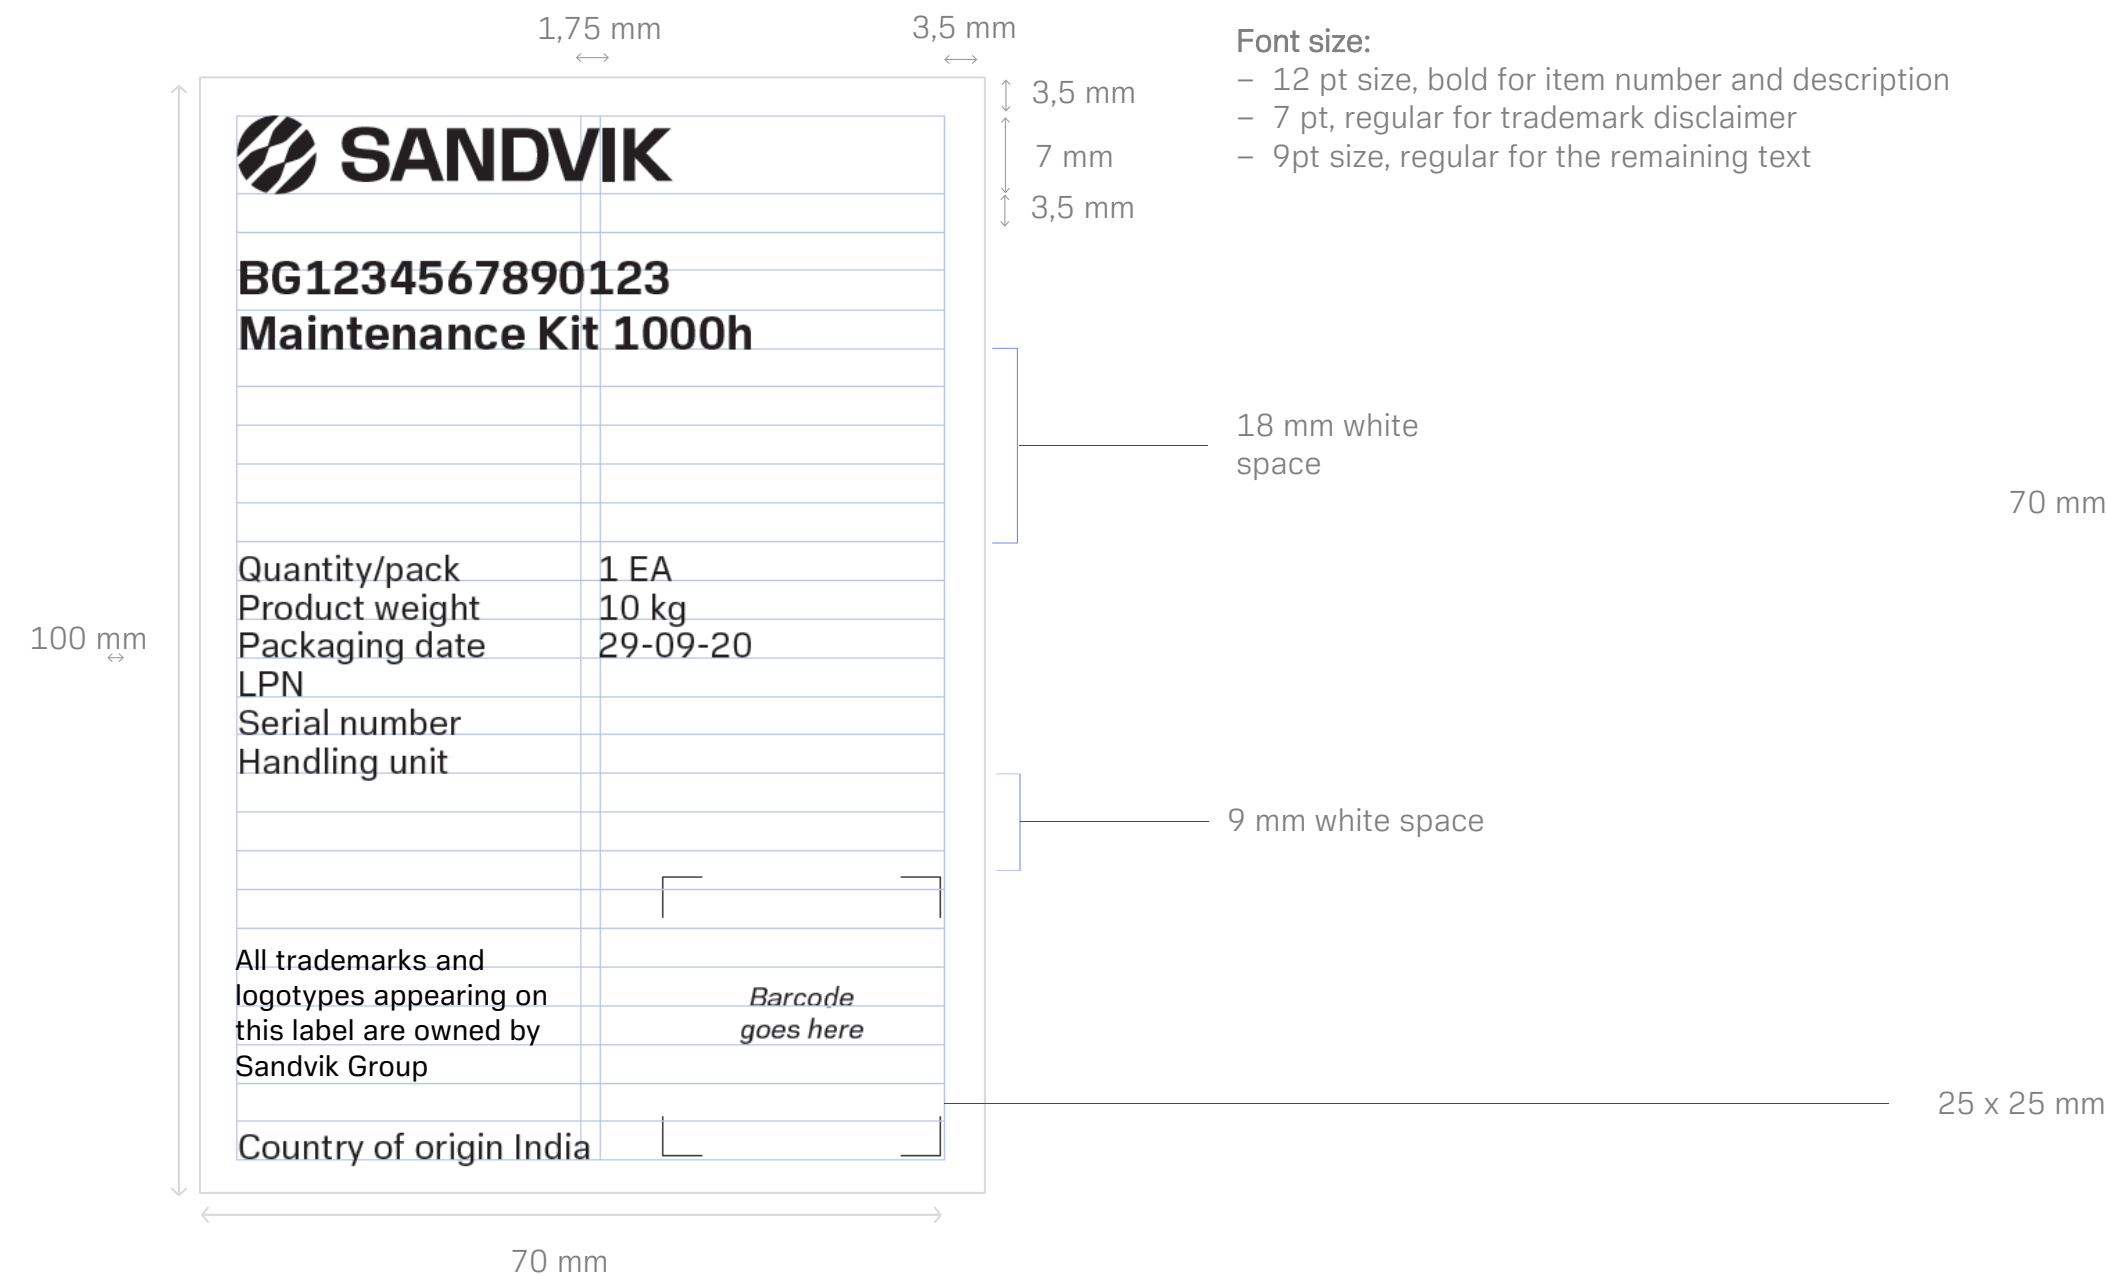 1,75 mm
3,5 mm
Font size:
– 12 pt size, bold for item number and description
– 7 pt, regular for trademark disclaimer
– 9pt size, regular for the remaining text
3,5 mm
7 mm
3,5 mm
SANDVIK
BG1234567890123
Maintenance Kit 1000h
18 mm white
space
70 mm
Quantity/pack 1 EA
Product weight 10 kg
Packaging date 29-09-20
LPN
Serial number
Handling unit
100 mm
9 mm white space
All trademarks and
logotypes appearing on
this label are owned by
Sandvik Group
Barcode
goes here
25 x 25 mm
Country of origin India
70 mm